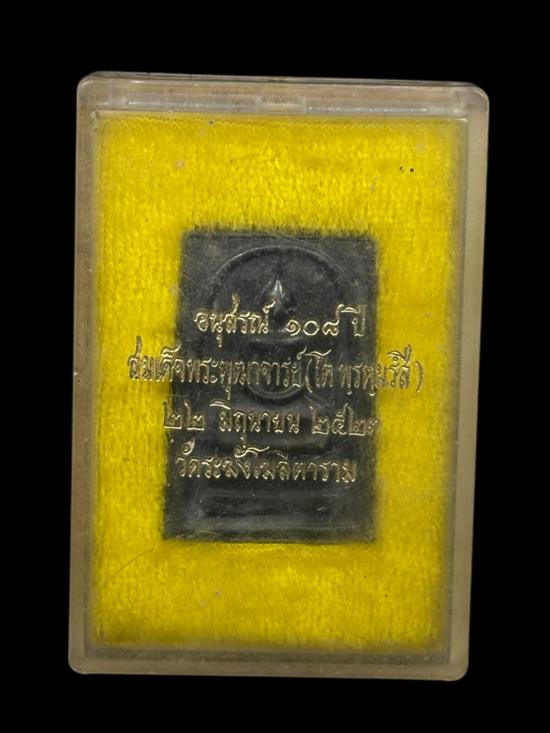 อนุสรณ์ ๑๐๘ ปี
สมเด็จพระพุฒาจารย์(โต พรหฺมรํสี)
๒๒ มิถุนายน ๒๕๒๓
วัดระฆังโฆสิตาราม